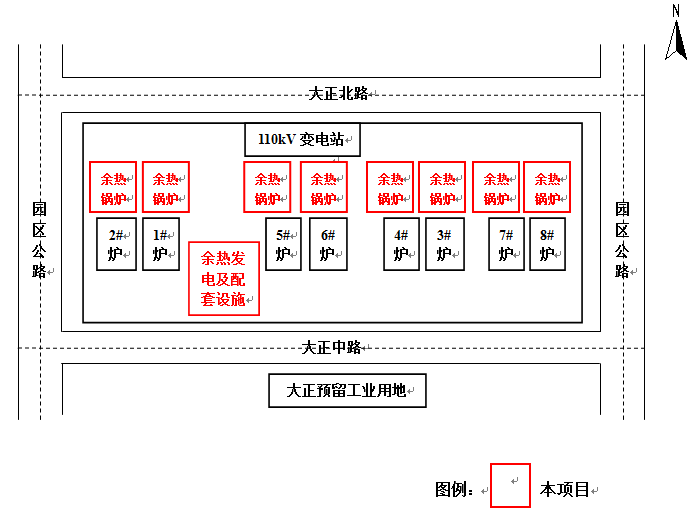 N
大正北路
110kV 变电站
余热
锅炉
余热
锅炉
余热
锅炉
余热
锅炉
余热
锅炉
余热
锅炉
余热
锅炉
余热
锅炉
园
区
公
路
园
区
公
路
2#
炉
1#
炉
5#
炉
6#
炉
4#
炉
3#
炉
7#
炉
8#
炉
余热发
电及配
套设施
大正中路
大正预留工业用地
图例：
本项目